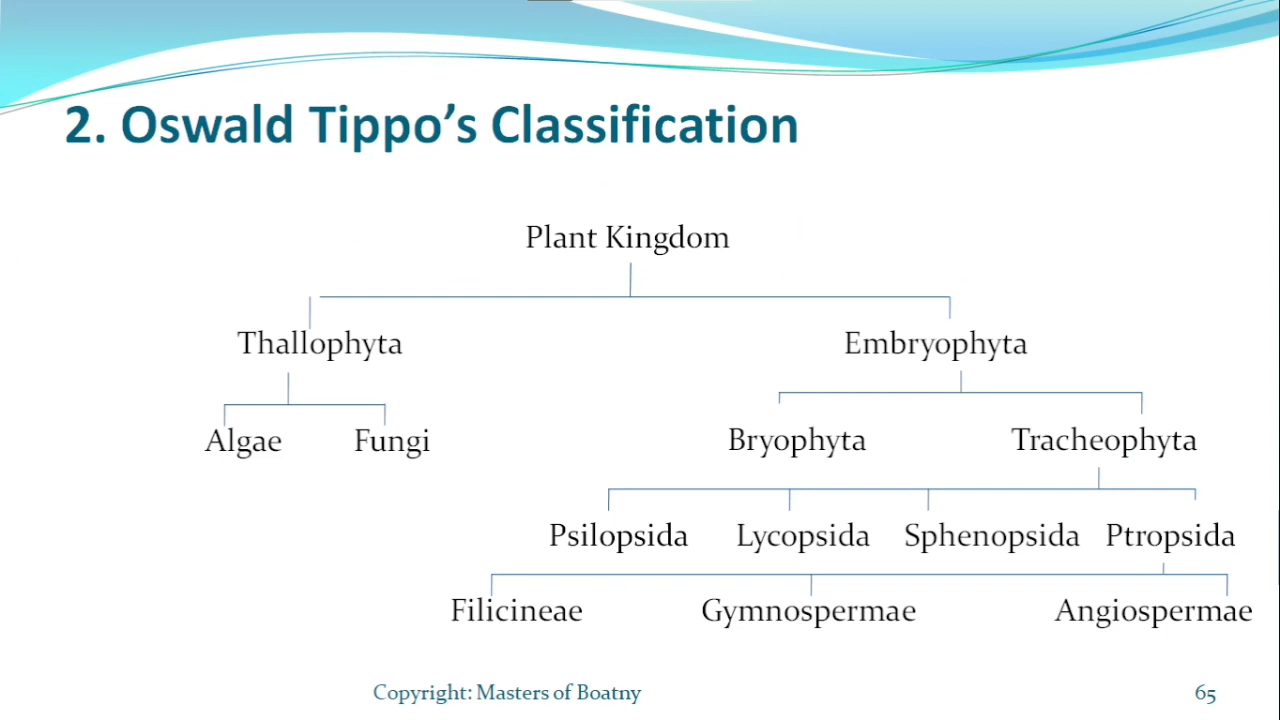 2. Oswald Tippo’s Classification
Plant Kingdom
Thallophyta Embryophyta
Algae Fungi Bryophyta Tracheophyta
Psilopsida Lycopsida Sphenopsida Ptropsida
Filicineae Gymnospermae Angiospermae
Copyright: Masters of Boatny 65